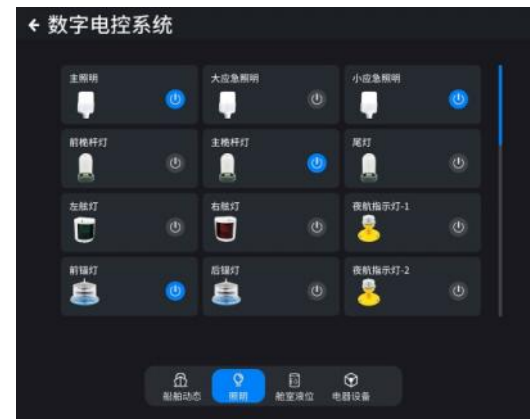 数字电控系统
主照明
大应急照明
小应急照明
前桅杆灯
主桅杆灯
尾灯
左舷灯
右舷灯
夜航指示灯-1
前锚灯
后锚灯
夜航指示灯-2
船舶动态
照明
舱室液位
电器设备